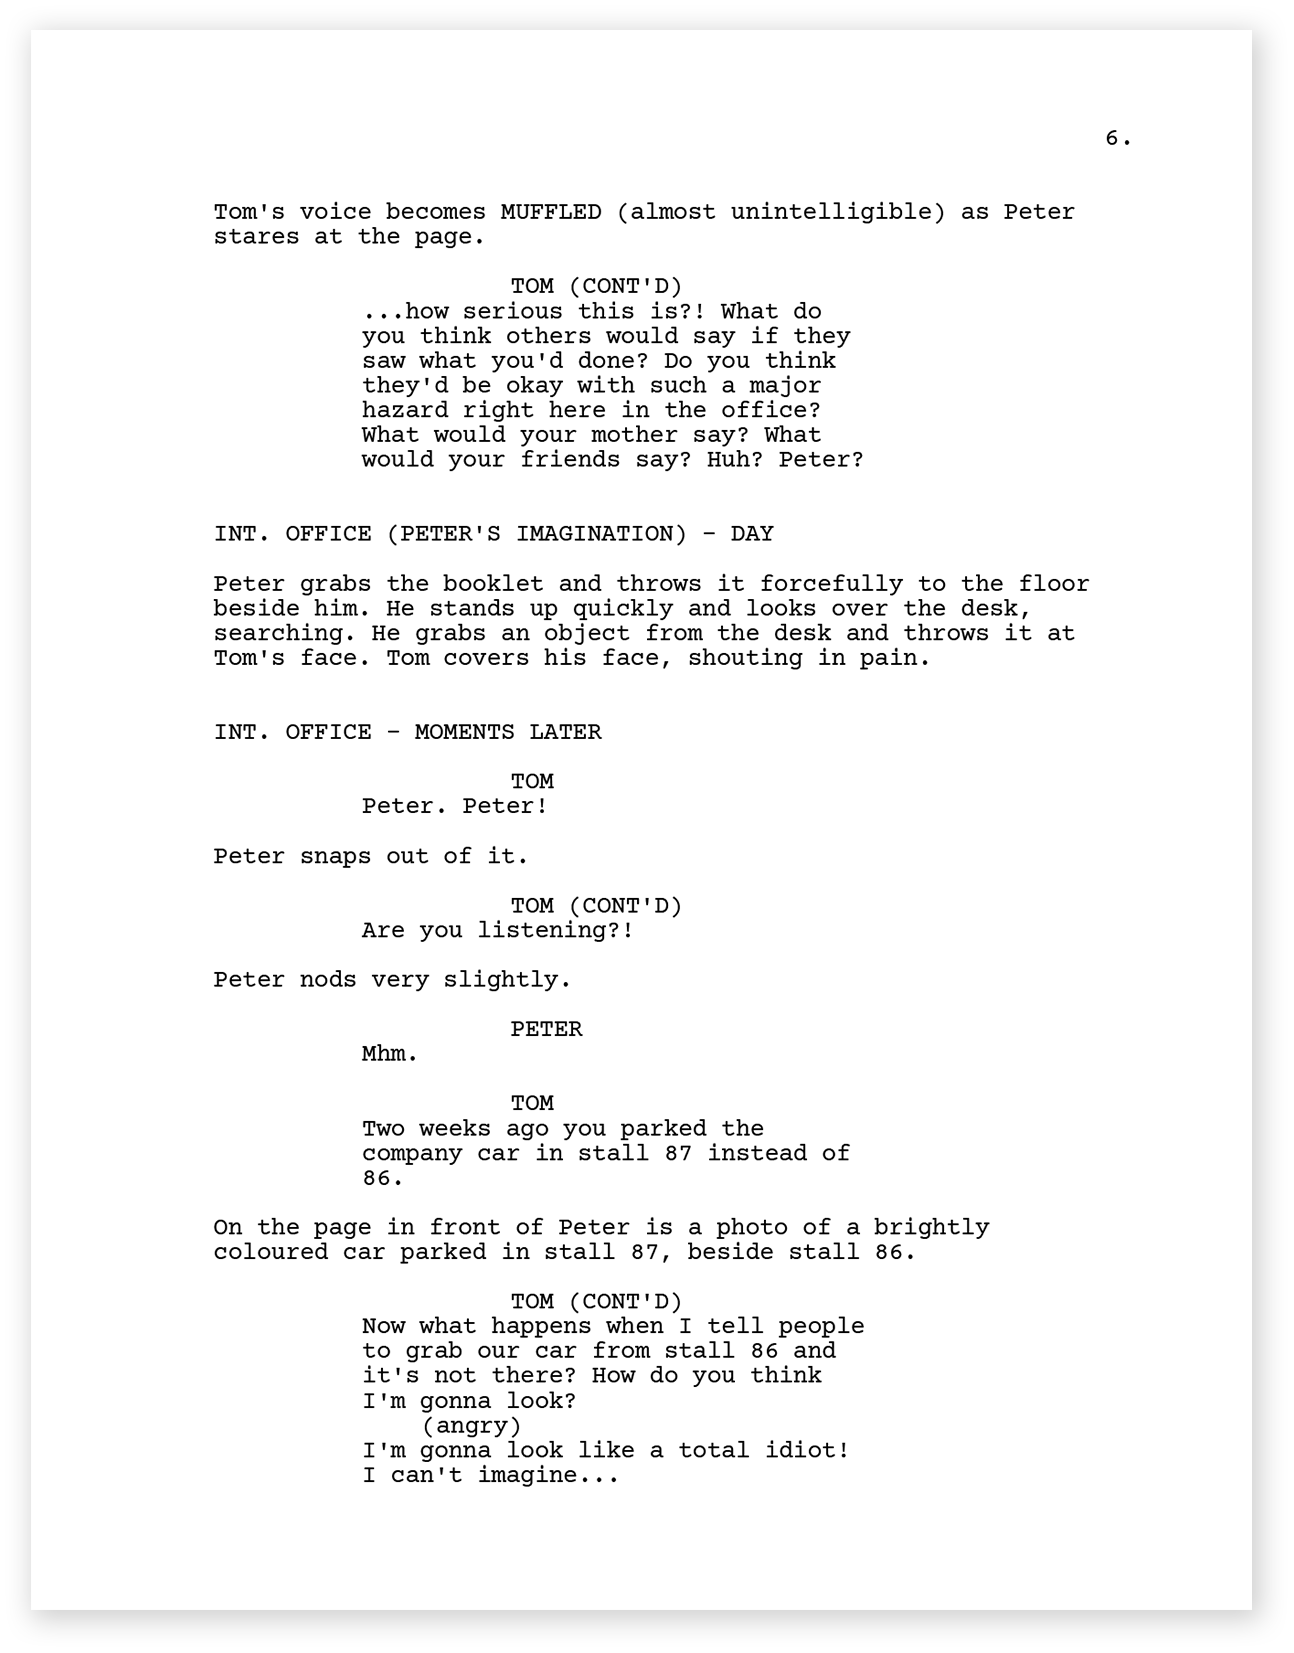 6.
Tom's voice becomes MUFFLED (almost unintelligible) as Peter
stares at the page.
TOM (CONT'D)
...how serious this is?! What do
you think others would say if they
saw what you'd done? Do you think
they'd be okay with such a major
hazard right here in the office?
What would your mother say? What
would your friends say? Huh? Peter?
INT. OFFICE (PETER'S IMAGINATION) - DAY
Peter grabs the booklet and throws it forcefully to the floor
beside him. He stands up quickly and looks over the desk,
searching. He grabs an object from the desk and throws it at
Tom's face. Tom covers his face, shouting in pain.
INT. OFFICE - MOMENTS LATER
TOM
Peter. Peter!
Peter snaps out of it.
TOM (CONT'D)
Are you listening?!
Peter nods very slightly.
PETER
Mhm.
TOM
Two weeks ago you parked the
company car in stall 87 instead of
86.
On the page in front of Peter is a photo of a brightly
coloured car parked in stall 87, beside stall 86.
TOM (CONT'D)
Now what happens when I tell people
to grab our car from stall 86 and
it's not there? How do you think
I'm gonna look?
(angry)
I'm gonna look like a total idiot!
I can't imagine...